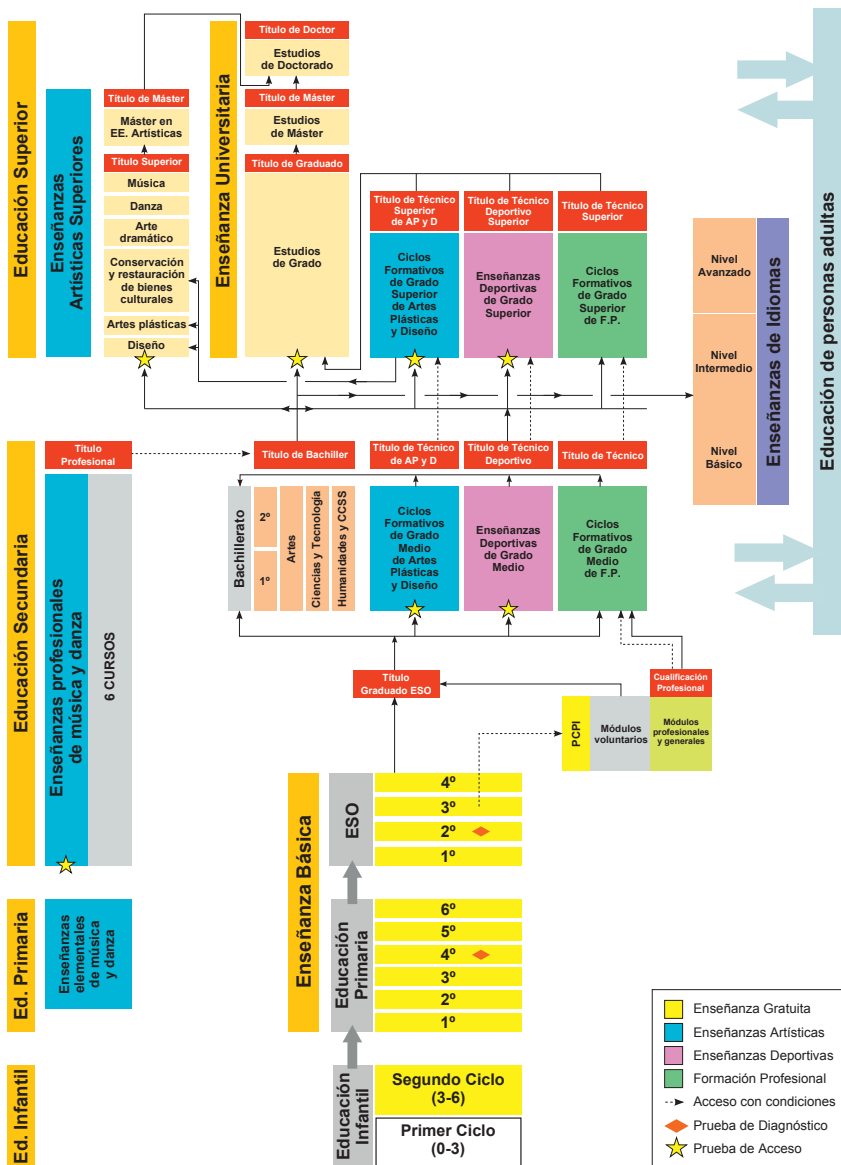 Educación Superior
Enseñanzas
Artísticas Superiores
Título de Máster
Máster en
EE. Artísticas
Título Superior
Música
Danza
Arte
dramático
Conservación
y restauración
de bienes
culturales
Artes plásticas
Diseño
Enseñanza Universitaria
Título de Doctor
Estudios
de Doctorado
Título de Máster
Estudios
de Máster
Título de Graduado
Estudios
de Grado
Título de Técnico
Superior
de AP y D
Ciclos
Formativos
de Grado
Superior
de Artes
Plásticas
y Diseño
Título de Técnico
Deportivo
Superior
Enseñanzas
Deportivas
de Grado
Superior
Título de Técnico
Superior
Ciclos
Formativos
de Grado
Superior
de F.P.
Nivel
Avanzado
Nivel
Intermedio
Nivel
Básico
Enseñanzas de Idiomas
Educación de personas adultas
Educación Secundaria
Título
Profesional
Enseñanzas profesionales
de música y danza
6 CURSOS
Título de Bachiller
Bachillerato
2º
1º
Artes
Ciencias y Tecnología
Humanidades y CCSS
Título de Técnico
de AP y D
Ciclos
Formativos
de Grado
Medio
de Artes
Plásticas
y Diseño
Título de Técnico
Deportivo
Enseñanzas
Deportivas
de Grado
Medio
Título de Técnico
Ciclos
Formativos
de Grado
Medio
de F.P.
Título
Graduado ESO
Cualificación
Profesional
PCPI
Módulos
voluntarios
Módulos
profesionales
y generales
Enseñanza Básica
ESO
4º
3º
2º
1º
Ed. Primaria
Enseñanzas
elementales
de música
y danza
Educación
Primaria
6º
5º
4º
3º
2º
1º
Ed. Infantil
Educación
Infantil
Segundo Ciclo
(3-6)
Primer Ciclo
(0-3)
Enseñanza Gratuita
Enseñanzas Artísticas
Enseñanzas Deportivas
Formación Profesional
Acceso con condiciones
Prueba de Diagnóstico
Prueba de Acceso